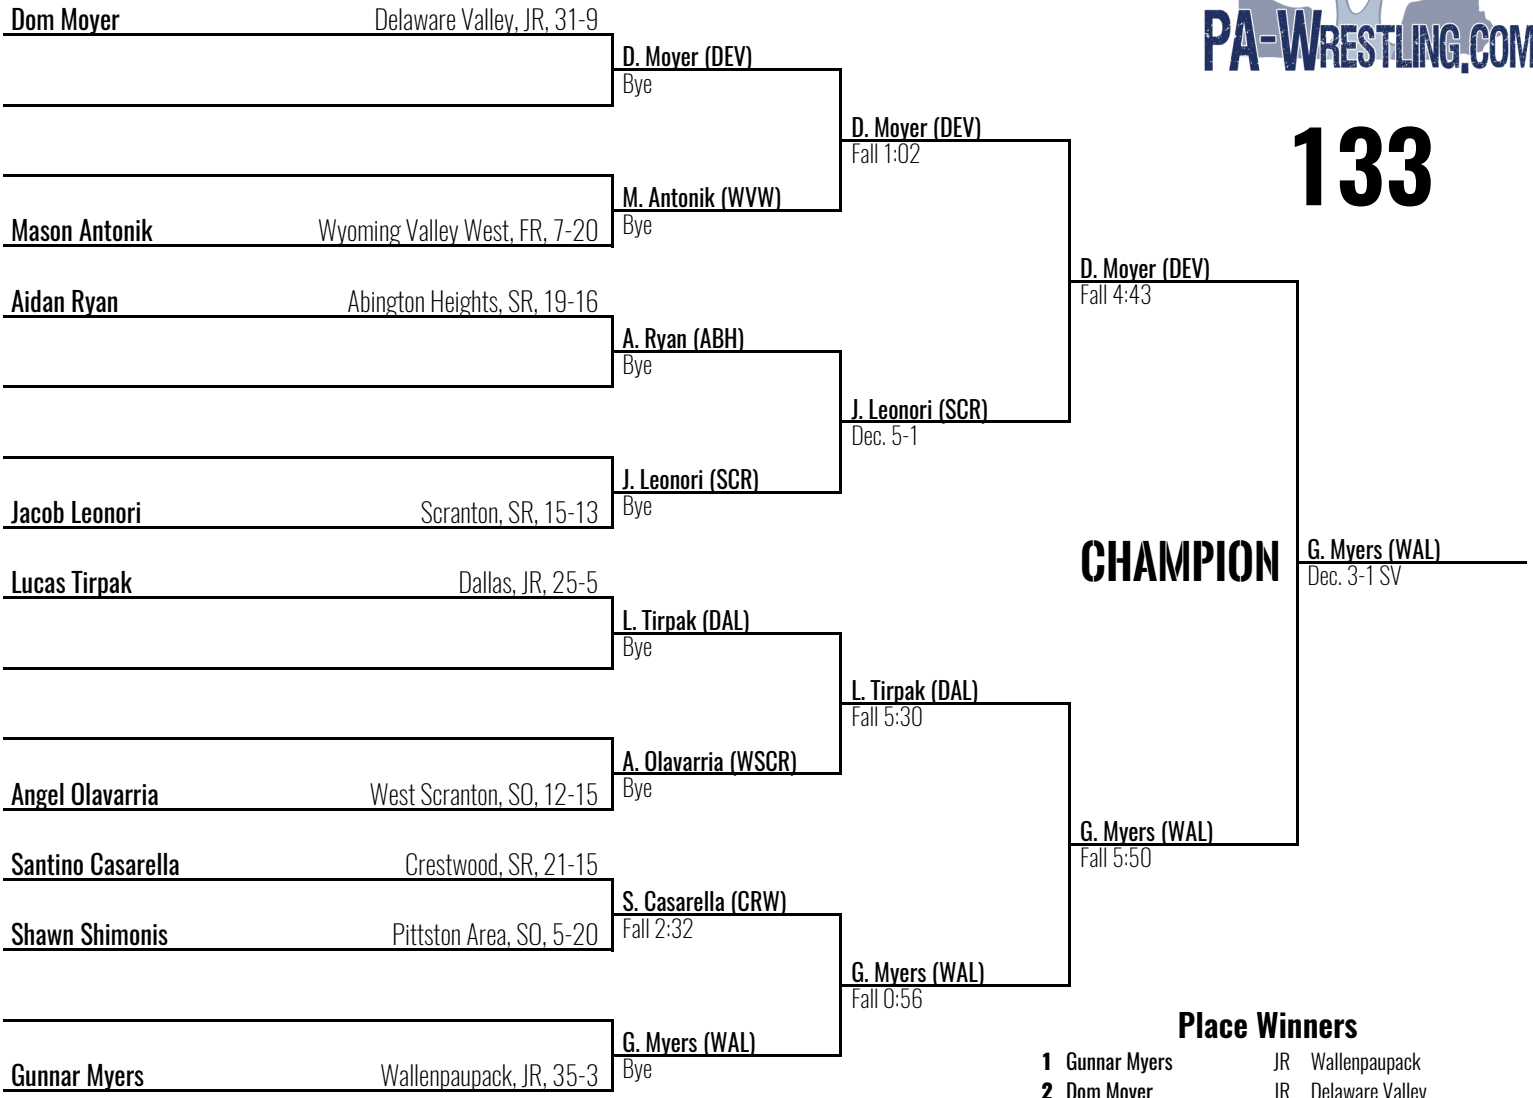 Dom Moyer Delaware Valley, JR, 31-9
PA-WRESTLING.COM
D. Moyer (DEV)
Bye
D. Moyer (DEV)
Fall 1:02
133
M. Antonik (WVW)
Mason Antonik Wyoming Valley West, FR, 7-20
Bye
D. Moyer (DEV)
Fall 4:43
Aidan Ryan Abington Heights, SR, 19-16
A. Ryan (ABH)
Bye
J. Leonori (SCR)
Dec. 5-1
J. Leonori (SCR)
Bye
Jacob Leonori Scranton, SR, 15-13
CHAMPION
G. Myers (WAL)
Dec. 3-1 SV
Lucas Tirpak Dallas, JR, 25-5
L. Tirpak (DAL)
Bye
L. Tirpak (DAL)
Fall 5:30
A. Olavarria (WSCR)
Bye
Angel Olavarria West Scranton, SO, 12-15
G. Myers (WAL)
Fall 5:50
Santino Casarella Crestwood, SR, 21-15
S. Casarella (CRW)
Fall 2:32
Shawn Shimonis Pittston Area, SO, 5-20
G. Myers (WAL)
Fall 0:56
G. Myers (WAL)
Bye
Gunnar Myers Wallenpaupack, JR, 35-3
Place Winners
1 Gunnar Myers JR Wallenpaupack
2 Dom Moyer JR Delaware Valley